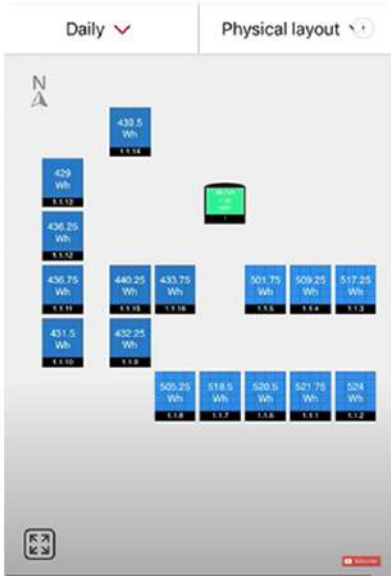 Daily
Physical layout
N
439.5
Wh
1.1.14
429
Wh
1.1.13
436.25
Wh
1.1.12
436.75
Wh
1.1.11
440.25
Wh
1.1.15
433.75
Wh
1.1.16
501.75
Wh
1.1.5
509.25
Wh
1.1.4
517.25
Wh
1.1.3
431.5
Wh
1.1.10
432.25
Wh
1.1.9
505.25
Wh
1.1.8
518.5
Wh
1.1.7
520.5
Wh
1.1.6
521.75
Wh
1.1.1
524
Wh
1.1.2
Subscribe